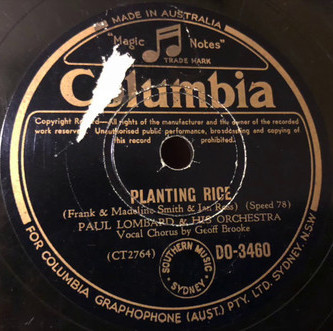 MADE IN AUSTRALIA
"Magic Notes"
TRADE MARK
Columbia
Copyright Record—All rights of the manufacturer and the owner of the recorded
work reserved. Unauthorised public performance, broadcasting and copying of
this record prohibited.
PLANTING RICE
(Frank & Madeline Smith & Ian Ross) (Speed 78)
PAUL LOMBARD & HIS ORCHESTRA
Vocal Chorus by Geoff Brooke
(CT2764)
SOUTHERN MUSIC
SYDNEY
DO-3460
FOR COLUMBIA GRAPHOPHONE (AUST.) PTY. LTD. SYDNEY. N.S.W